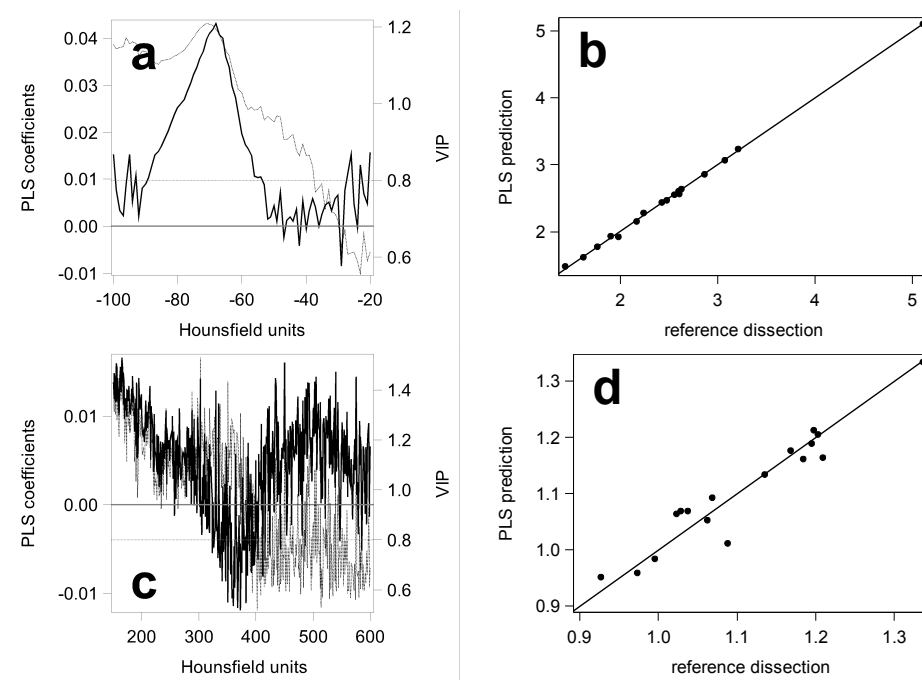 a
0.04
0.03
0.02
0.01
0.00
-0.01
PLS coefficients
1.2
1.0
0.8
0.6
VIP
-100 -80 -60 -40 -20
Hounsfield units
b
5
4
3
2
PLS prediction
2 3 4 5
reference dissection
c
0.01
0.00
-0.01
PLS coefficients
1.4
1.2
1.0
0.8
0.6
VIP
200 300 400 500 600
Hounsfield units
d
1.3
1.2
1.1
1.0
0.9
PLS prediction
0.9 1.0 1.1 1.2 1.3
reference dissection